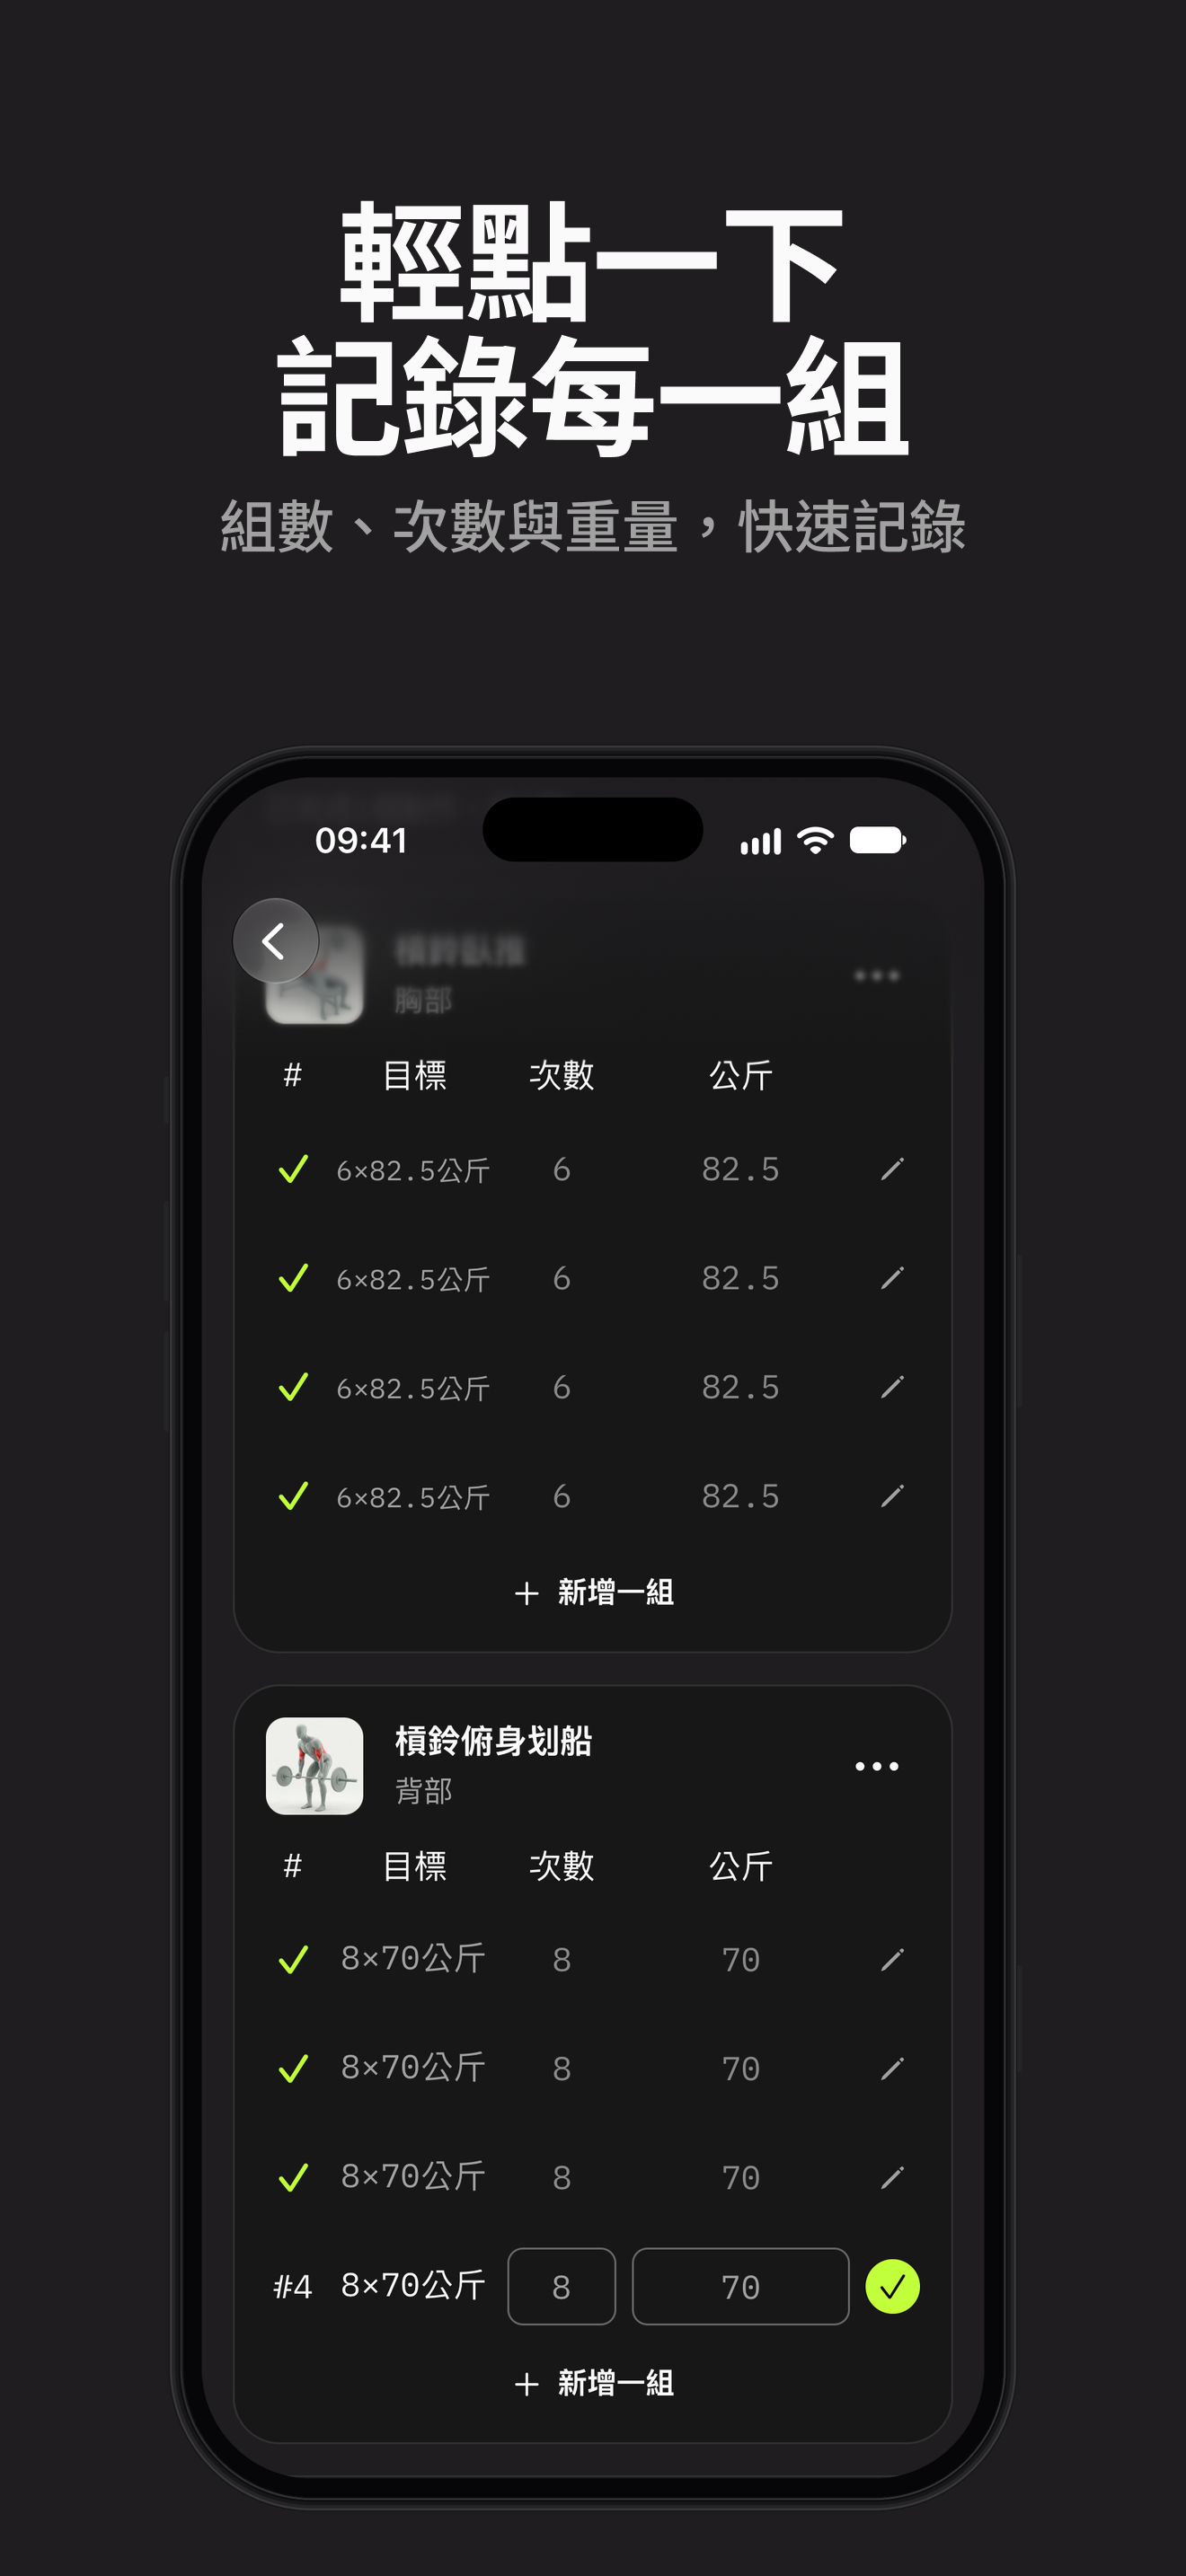 輕點一下
記錄每一組
組數、次數與重量，快速記錄
09:41
槓鈴臥推
胸部
# 目標 次數 公斤
6×82.5公斤 6 82.5
6×82.5公斤 6 82.5
6×82.5公斤 6 82.5
6×82.5公斤 6 82.5
+ 新增一組
槓鈴俯身划船
背部
# 目標 次數 公斤
8×70公斤 8 70
8×70公斤 8 70
8×70公斤 8 70
#4 8×70公斤 8 70
+ 新增一組